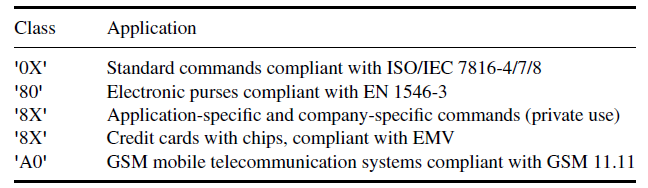 Class Application
'0X' Standard commands compliant with ISO/IEC 7816-4/7/8
'80' Electronic purses compliant with EN 1546-3
'8X' Application-specific and company-specific commands (private use)
'8X' Credit cards with chips, compliant with EMV
'A0' GSM mobile telecommunication systems compliant with GSM 11.11